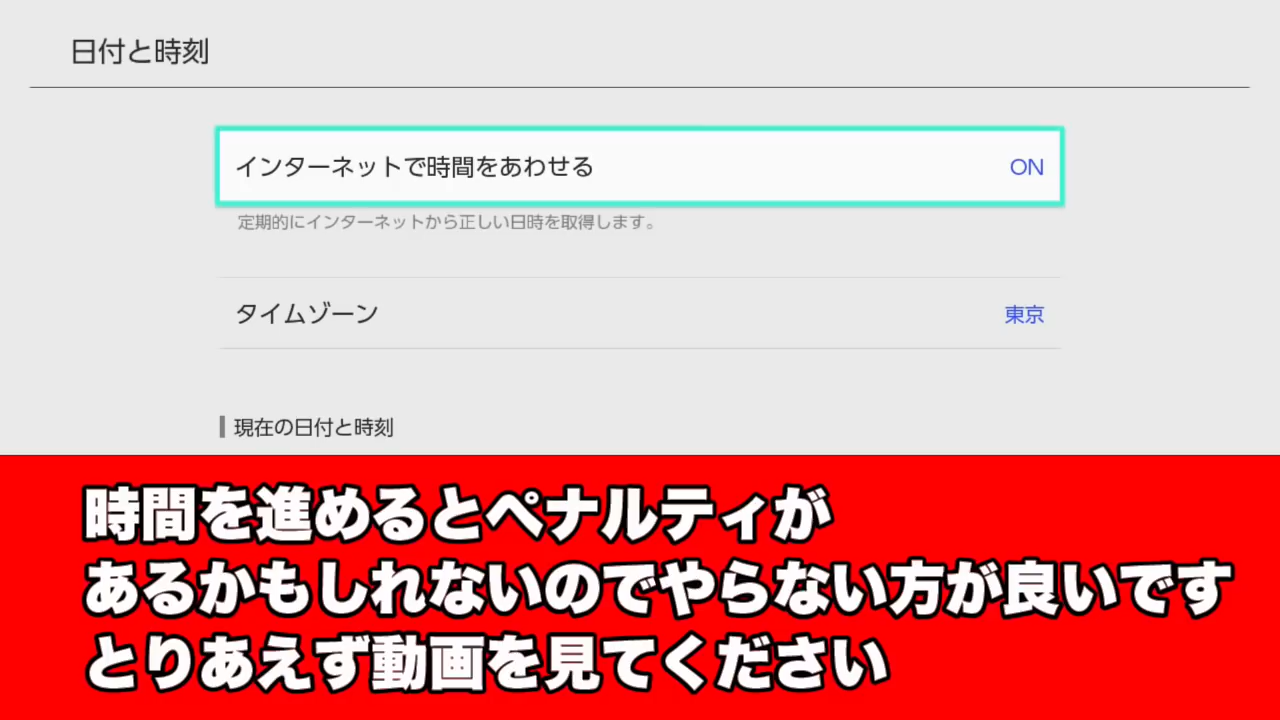 日付と時刻
インターネットで時間をあわせる ON
定期的にインターネットから正しい日時を取得します。
タイムゾーン 東京
現在の日付と時刻
時間を進めるとペナルティが
あるかもしれないのでやらない方が良いです
とりあえず動画を見てください